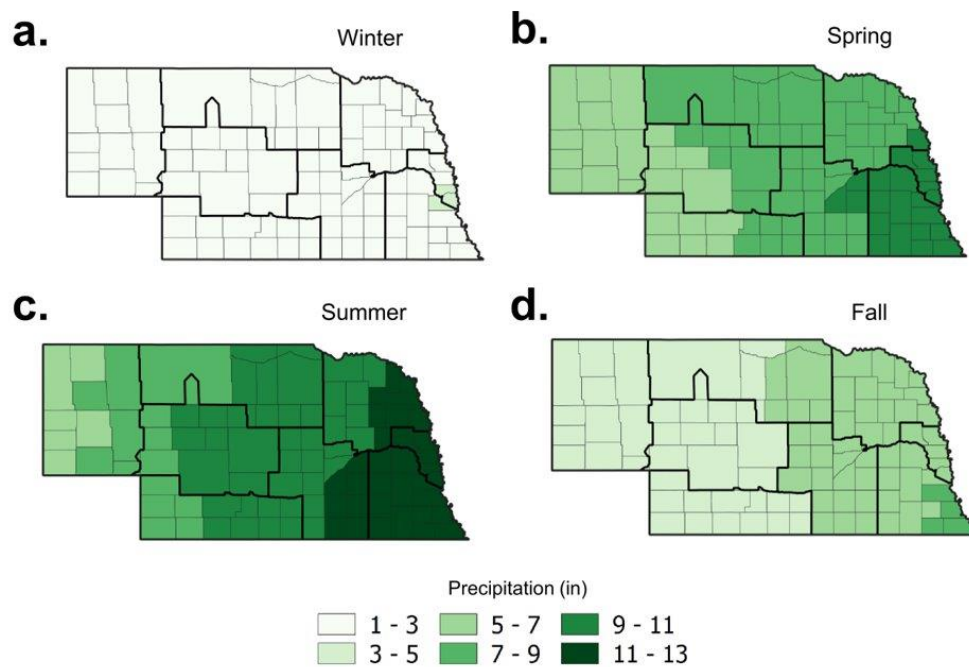 a.
Winter
b.
Spring
c.
Summer
d.
Fall
Precipitation (in)
1 - 3
5 - 7
9 - 11
3 - 5
7 - 9
11 - 13